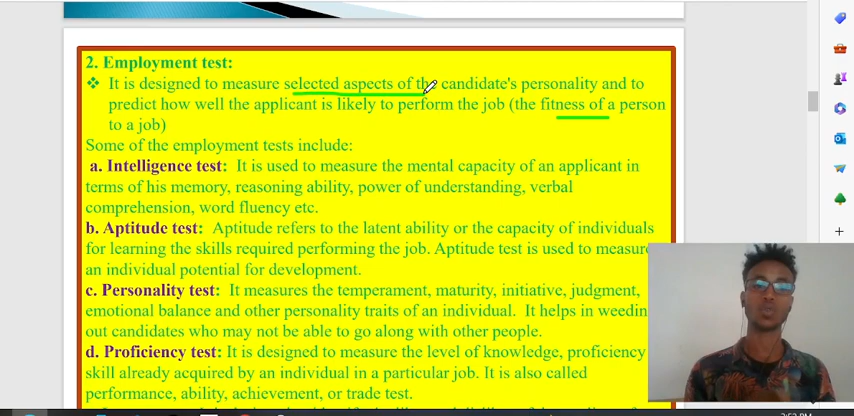 2. Employment test:
❖ It is designed to measure selected aspects of the candidate's personality and to
predict how well the applicant is likely to perform the job (the fitness of a person
to a job)
Some of the employment tests include:
a. Intelligence test: It is used to measure the mental capacity of an applicant in
terms of his memory, reasoning ability, power of understanding, verbal
comprehension, word fluency etc.
b. Aptitude test: Aptitude refers to the latent ability or the capacity of individuals
for learning the skills required performing the job. Aptitude test is used to measure
an individual potential for development.
c. Personality test: It measures the temperament, maturity, initiative, judgment,
emotional balance and other personality traits of an individual. It helps in weedin
out candidates who may not be able to go along with other people.
d. Proficiency test: It is designed to measure the level of knowledge, proficiency
skill already acquired by an individual in a particular job. It is also called
performance, ability, achievement, or trade test.